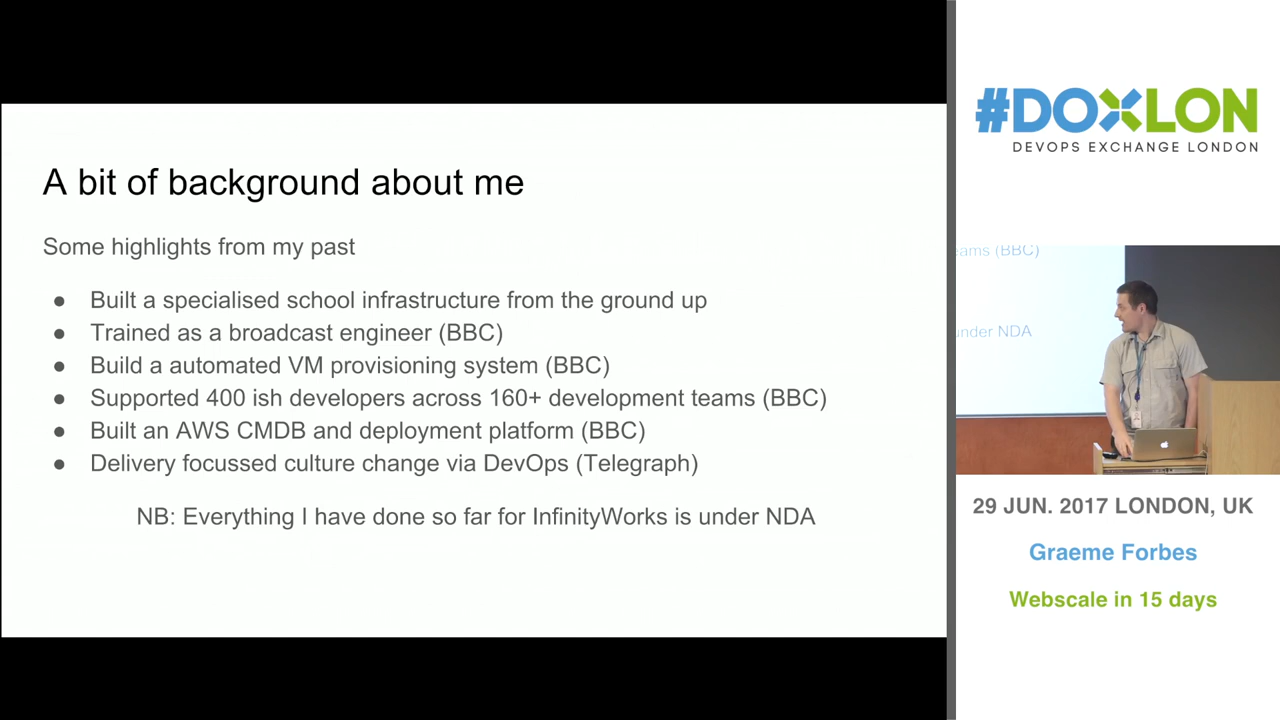 A bit of background about me
Some highlights from my past
● Built a specialised school infrastructure from the ground up
● Trained as a broadcast engineer (BBC)
● Build a automated VM provisioning system (BBC)
● Supported 400 ish developers across 160+ development teams (BBC)
● Built an AWS CMDB and deployment platform (BBC)
● Delivery focussed culture change via DevOps (Telegraph)
NB: Everything I have done so far for InfinityWorks is under NDA
#DOXLON
DEVOPS EXCHANGE LONDON
eams (BBC)
under NDA
29 JUN. 2017 LONDON, UK
Graeme Forbes
Webscale in 15 days